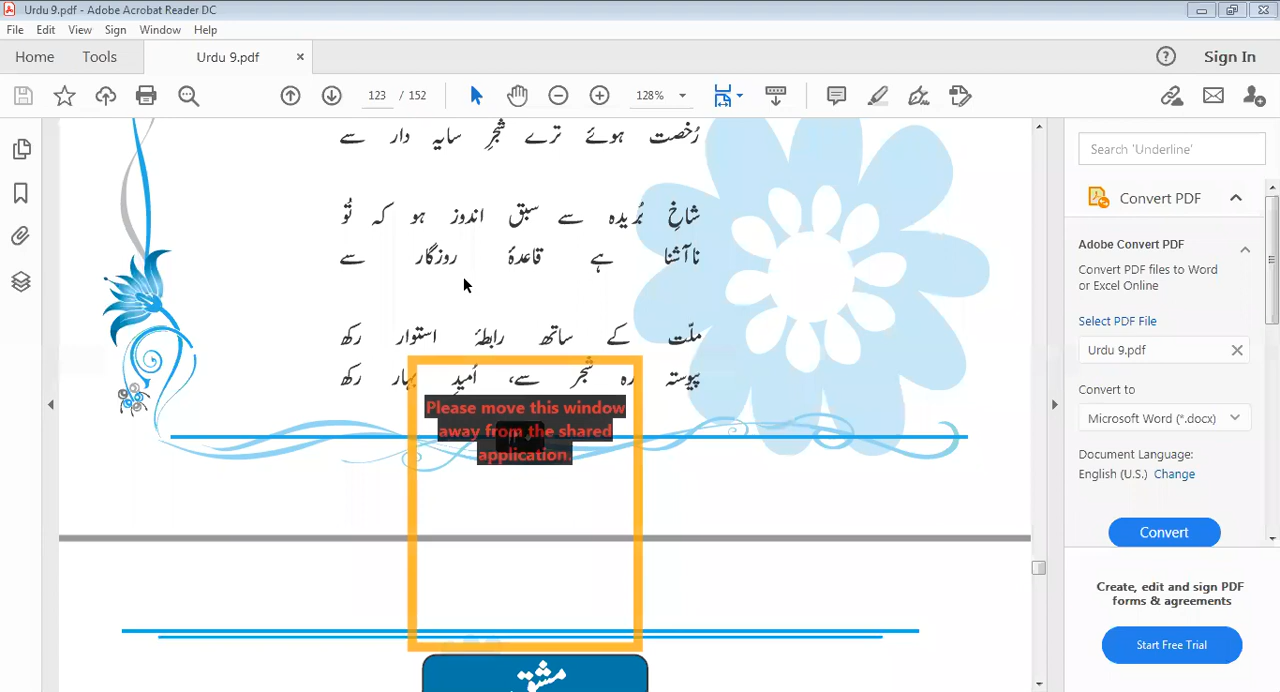 Urdu 9.pdf - Adobe Acrobat Reader DC
File Edit View Sign Window Help
Home Tools Urdu 9.pdf
Sign In
123 / 152 128%
Search 'Underline'
رُخصت ہوئے ترے شجرِ سایہ دار سے
شاخِ بُریدہ سے سبق اندوز ہو کہ تُو
ناآشنا ہے قاعدۂ روزگار سے
ملّت کے ساتھ رابطۂ استوار رکھ
پیوستہ رہ شجر سے، اُمیدِ بہار رکھ
Please move this window
away from the shared
application.
مشق
Convert PDF
Adobe Convert PDF
Convert PDF files to Word
or Excel Online
Select PDF File
Urdu 9.pdf
Convert to
Microsoft Word (*.docx)
Document Language:
English (U.S.) Change
Convert
Create, edit and sign PDF
forms & agreements
Start Free Trial